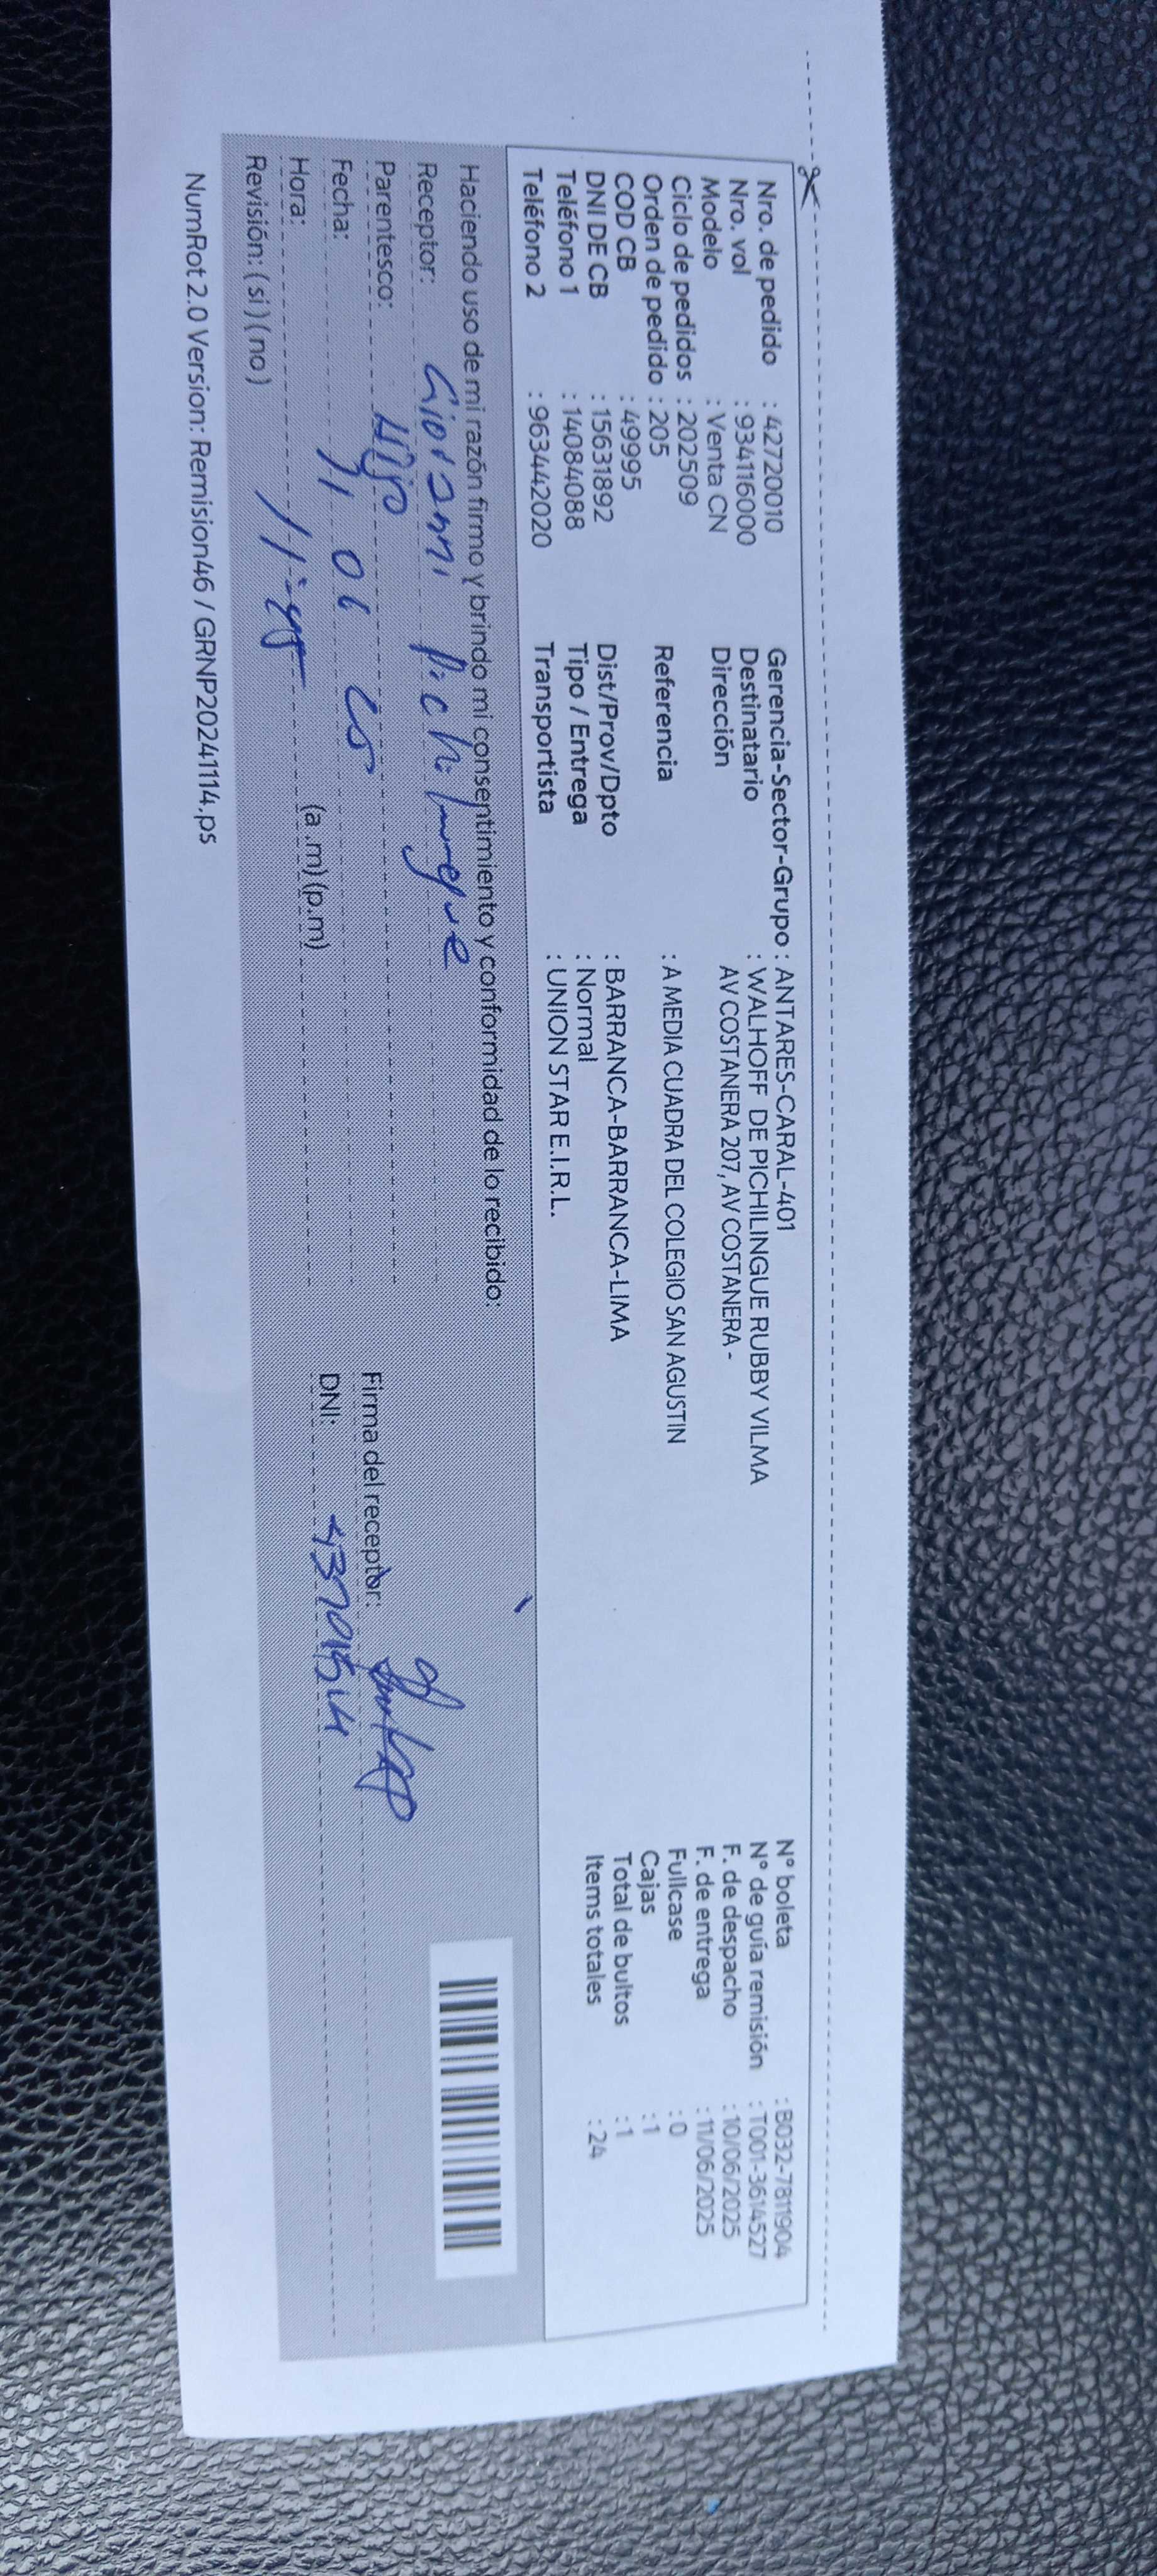 Nro. de pedido : 42720010 Gerencia-Sector-Grupo : ANTARES-CARAL-401 N° boleta : B032-7811904
Nro. vol : 934116000 Destinatario : WALHOFF DE PICHILINGUE RUBBY VILMA N° de guía remisión : T001-3614527
Modelo : Venta CN Dirección AV COSTANERA 207, AV COSTANERA - F. de despacho : 10/06/2025
Ciclo de pedidos : 202509 F. de entrega : 11/06/2025
Orden de pedido : 205 Referencia : A MEDIA CUADRA DEL COLEGIO SAN AGUSTIN Fullcase : 0
COD CB : 49995 Cajas : 1
DNI DE CB : 15631892 Dist/Prov/Dpto : BARRANCA-BARRANCA-LIMA Total de bultos : 1
Teléfono 1 : 14084088 Tipo / Entrega : Normal Items totales : 24
Teléfono 2 : 963442020 Transportista : UNION STAR E.I.R.L.
Haciendo uso de mi razón firmo y brindo mi consentimiento y conformidad de lo recibido:
Receptor: Giovanni
Parentesco: Hijo Firma del receptor:
Fecha: 11 06 25 DNI:
Hora: (a.m) (p.m)
Revisión: (si) (no)
NumRot 2.0 Version: Remision46 / GRNP20241114.ps